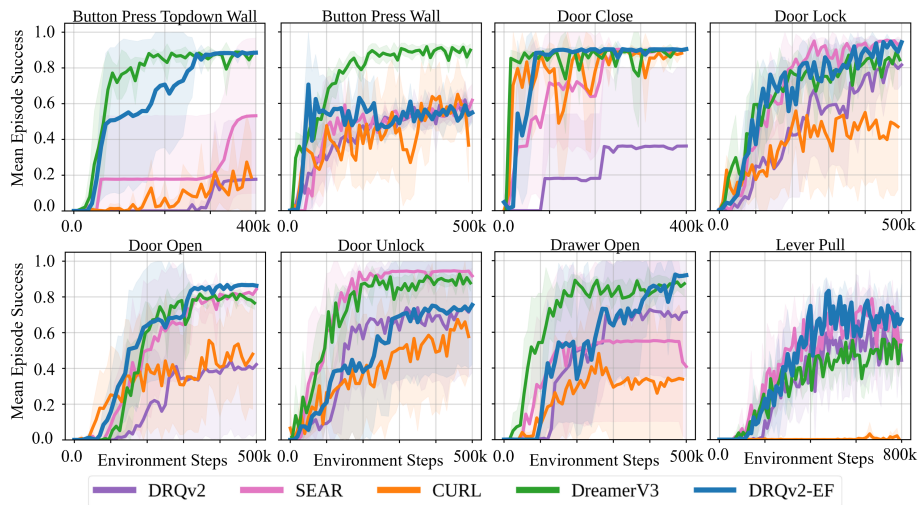 Button Press Topdown Wall
Button Press Wall
Door Close
Door Lock
Mean Episode Success
1.0
0.8
0.6
0.4
0.2
0.0
0.0 400k
0.0 500k
0.0 400k
0.0 500k
Door Open
Door Unlock
Drawer Open
Lever Pull
Mean Episode Success
1.0
0.8
0.6
0.4
0.2
0.0
0.0 Environment Steps 500k
0.0 Environment Steps 500k
0.0 Environment Steps 500k
0.0 Environment Steps 800k
DRQv2 SEAR CURL DreamerV3 DRQv2-EF